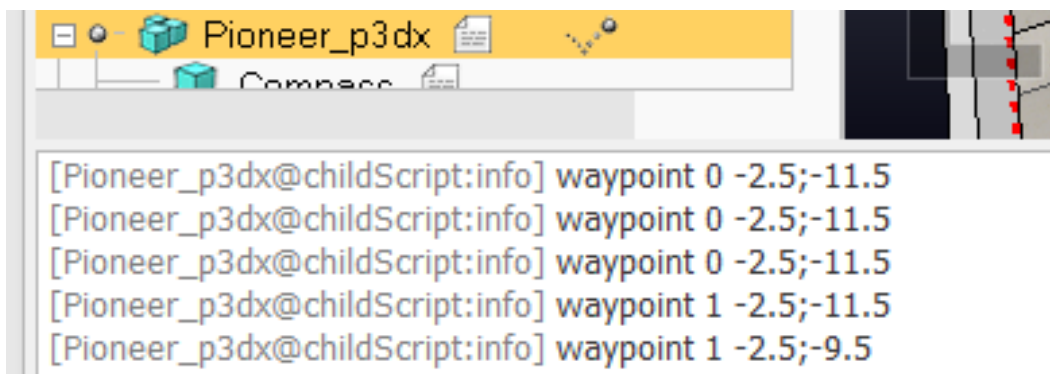 Pioneer_p3dx
Compass
[Pioneer_p3dx@childScript:info] waypoint 0 -2.5;-11.5
[Pioneer_p3dx@childScript:info] waypoint 0 -2.5;-11.5
[Pioneer_p3dx@childScript:info] waypoint 0 -2.5;-11.5
[Pioneer_p3dx@childScript:info] waypoint 1 -2.5;-11.5
[Pioneer_p3dx@childScript:info] waypoint 1 -2.5;-9.5